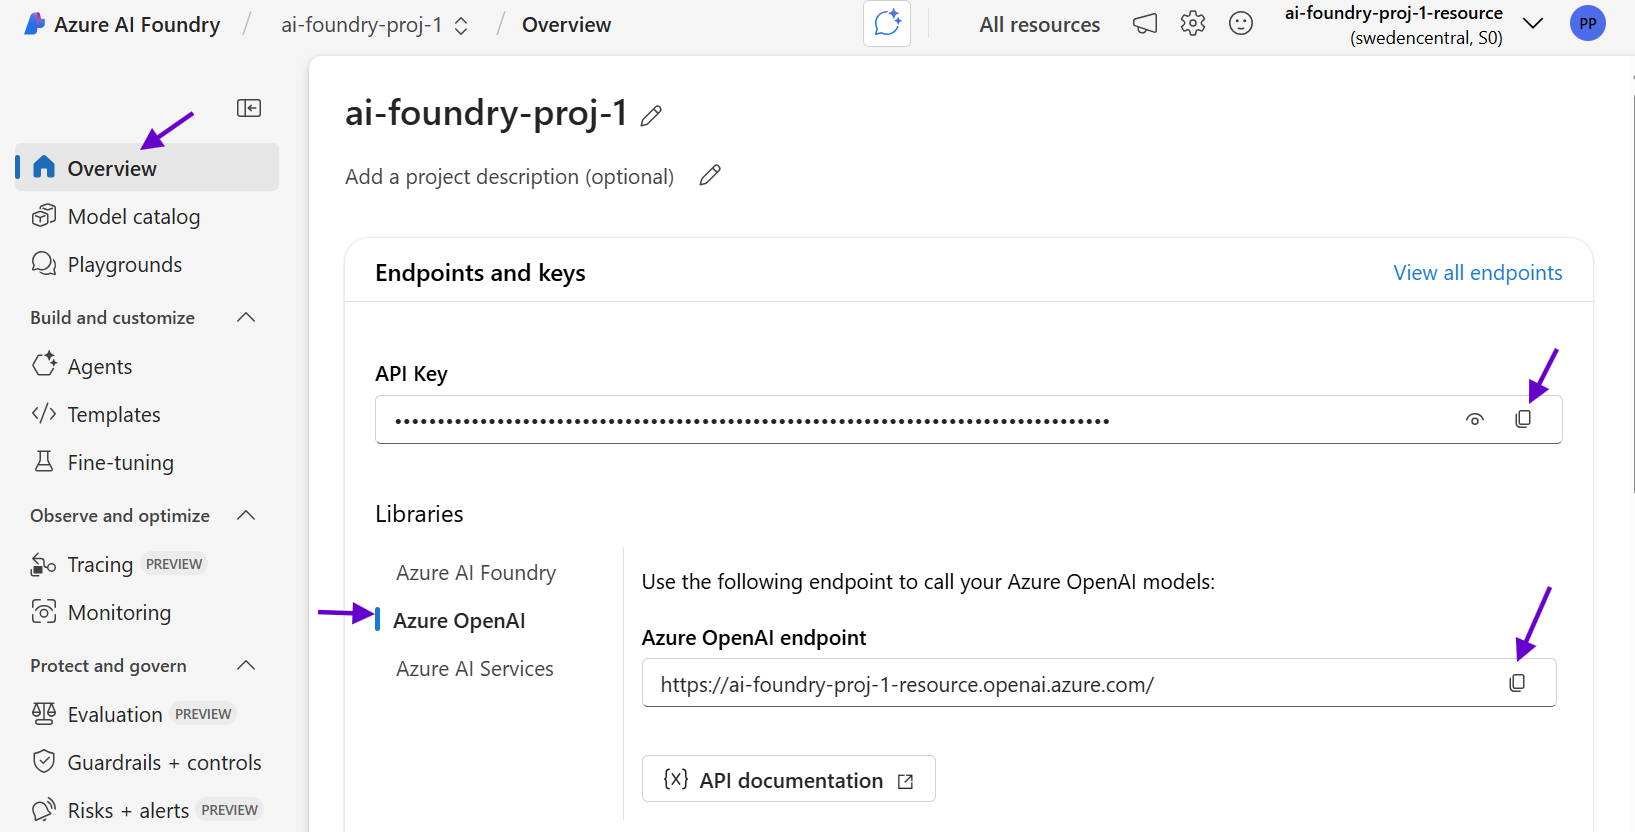 Azure AI Foundry / ai-foundry-proj-1 / Overview
All resources
ai-foundry-proj-1-resource
(swedencentral, S0)
PP
Overview
Model catalog
Playgrounds
Build and customize
Agents
Templates
Fine-tuning
Observe and optimize
Tracing PREVIEW
Monitoring
Protect and govern
Evaluation PREVIEW
Guardrails + controls
Risks + alerts PREVIEW
ai-foundry-proj-1
Add a project description (optional)
Endpoints and keys
View all endpoints
API Key
••••••••••••••••••••••••••••••••••••••••••••••••••••••••••••••••••••••••••••••••••••
Libraries
Azure AI Foundry
Azure OpenAI
Azure AI Services
Use the following endpoint to call your Azure OpenAI models:
Azure OpenAI endpoint
https://ai-foundry-proj-1-resource.openai.azure.com/
{x} API documentation